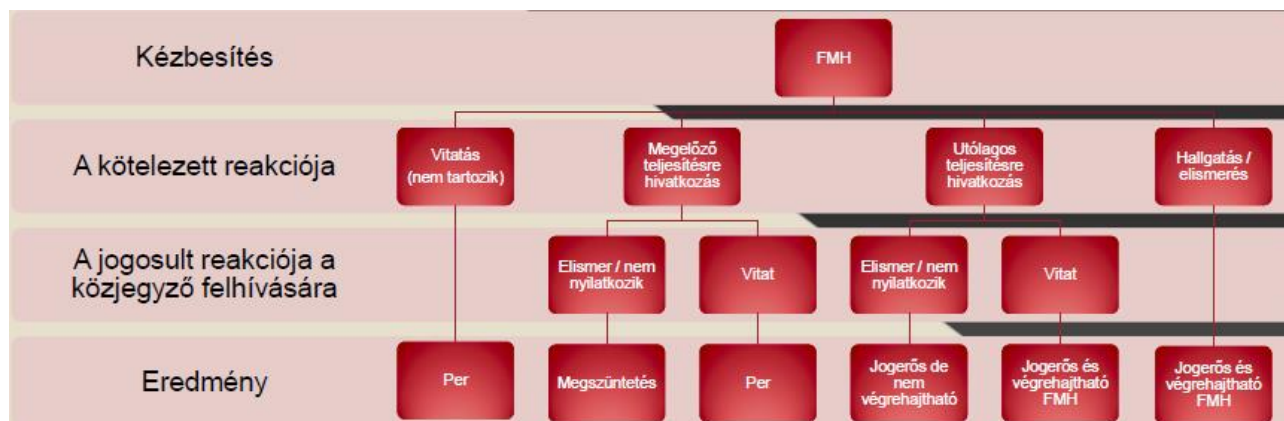 Kézbesítés
FMH
A kötelezett reakciója
Vitatás
(nem tartozik)
Megelőző
teljesítésre
hivatkozás
Utólagos
teljesítésre
hivatkozás
Hallgatás /
elismerés
A jogosult reakciója a
közjegyző felhívására
Elismer / nem
nyilatkozik
Vitat
Elismer / nem
nyilatkozik
Vitat
Eredmény
Per
Megszüntetés
Per
Jogerős de
nem
végrehajtható
Jogerős és
végrehajtható
FMH
Jogerős és
végrehajtható
FMH